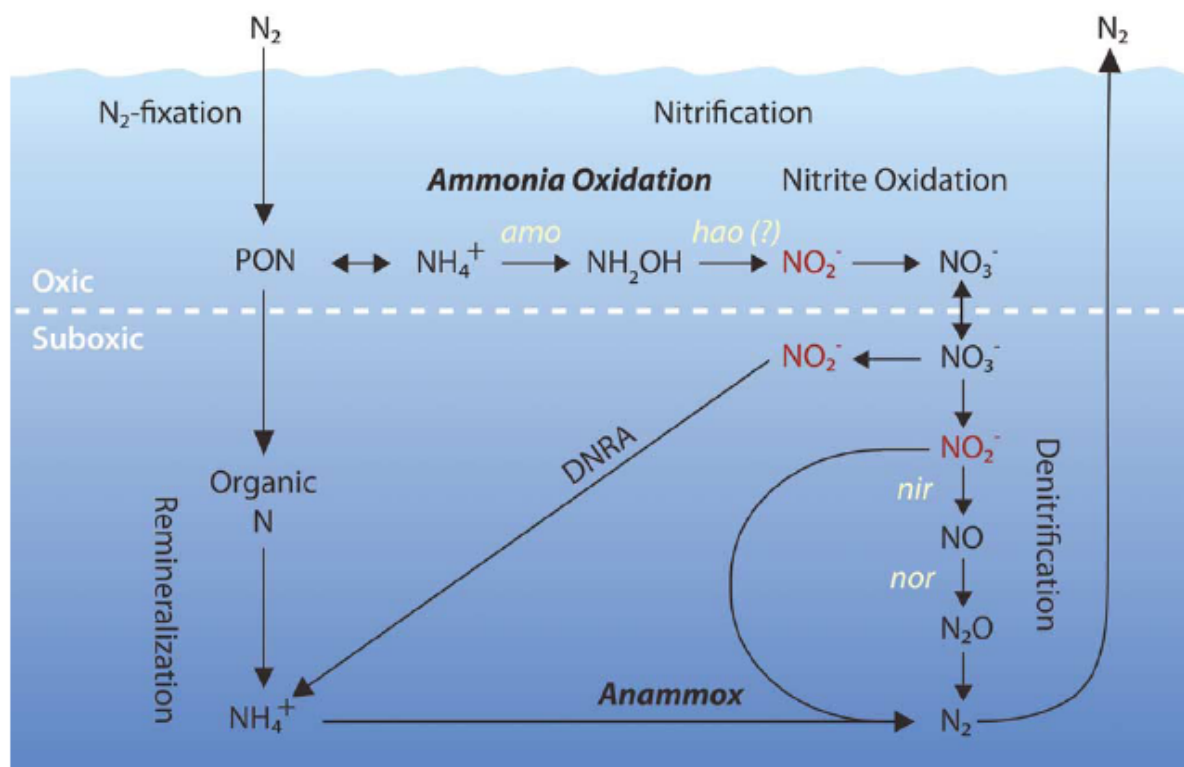 N₂
N₂
N₂-fixation
Nitrification
Ammonia Oxidation
Nitrite Oxidation
amo
hao (?)
PON
NH₄⁺
NH₂OH
NO₂⁻
NO₃⁻
Oxic
Suboxic
NO₂⁻
NO₃⁻
DNRA
NO₂⁻
Organic
N
nir
NO
nor
N₂O
Denitrification
Remineralization
NH₄⁺
Anammox
N₂